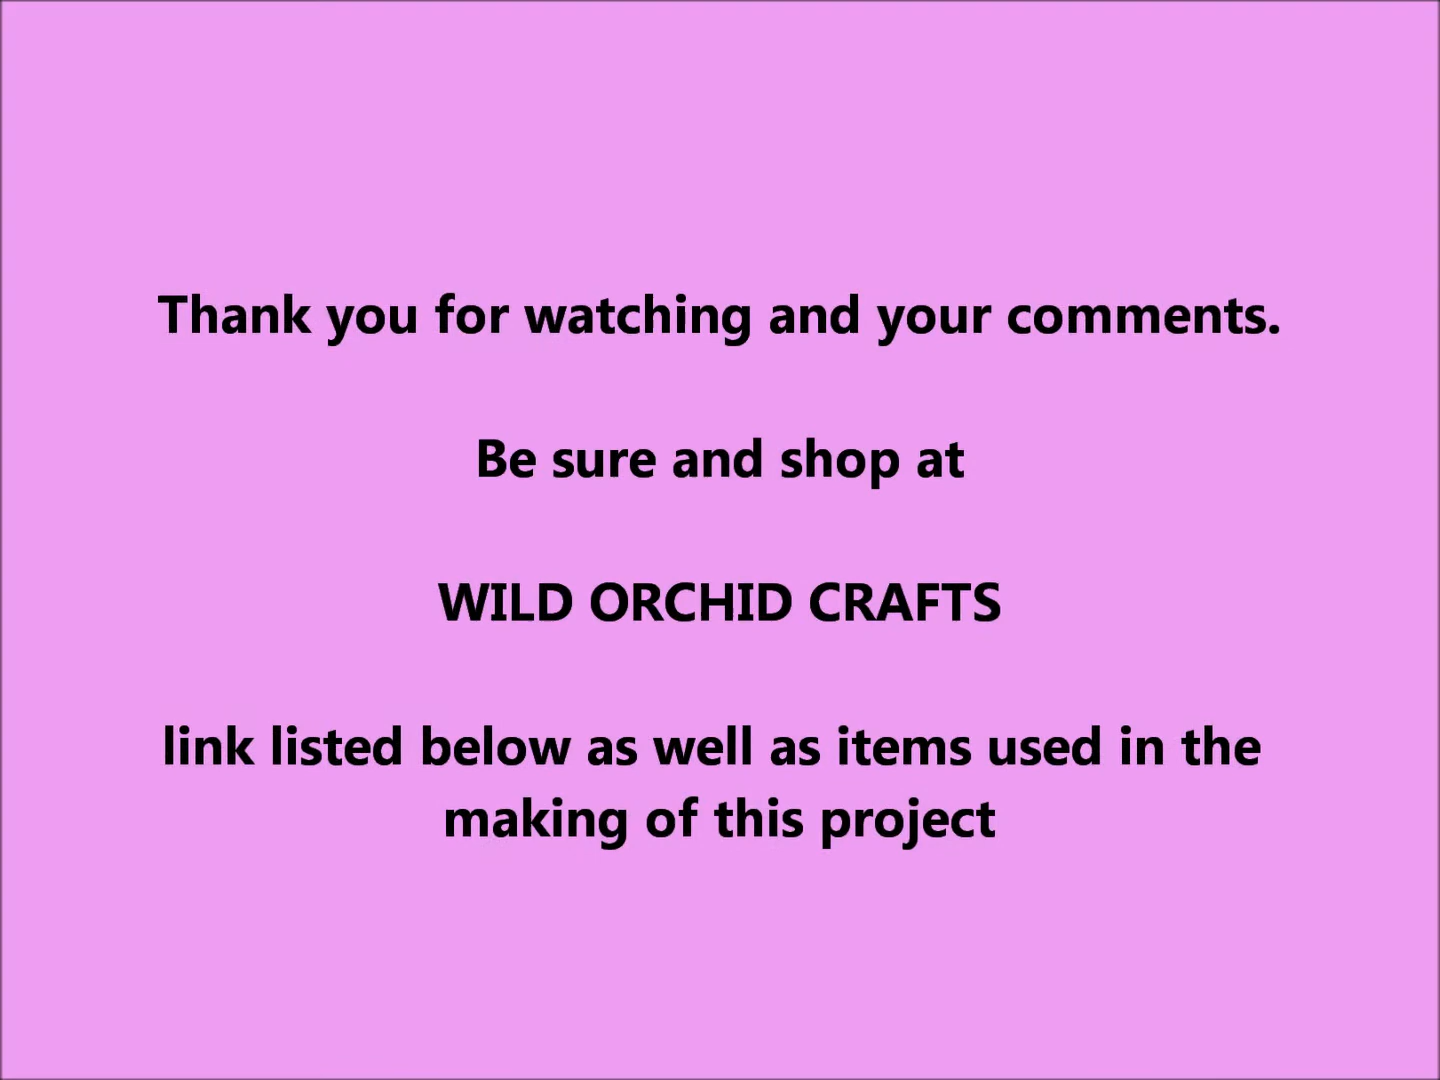 Thank you for watching and your comments.
Be sure and shop at
WILD ORCHID CRAFTS
link listed below as well as items used in the
making of this project